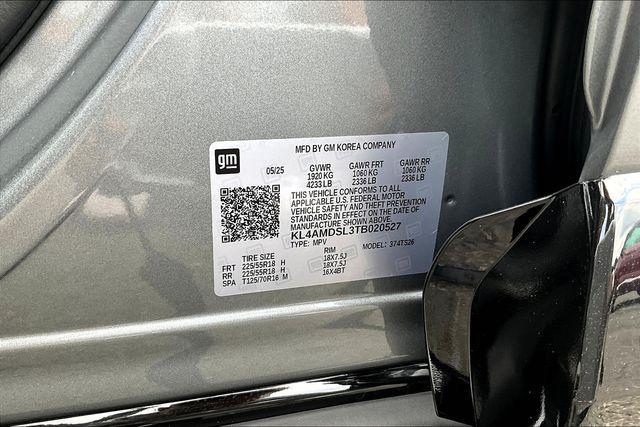 gm
MFD BY GM KOREA COMPANY
05/25 GVWR GAWR FRT GAWR RR
1920 KG 1060 KG 1060 KG
4233 LB 2336 LB 2336 LB
THIS VEHICLE CONFORMS TO ALL
APPLICABLE U.S. FEDERAL MOTOR
VEHICLE SAFETY AND THEFT PREVENTION
STANDARDS IN EFFECT ON THE DATE OF
MANUFACTURE SHOWN ABOVE.
KL4AMDSL3TB020527
TYPE: MPV MODEL: 374TS26
TIRE SIZE RIM
FRT 225/55R18 H 18X7.5J
RR 225/55R18 H 18X7.5J
SPA T125/70R16 M 16X4BT